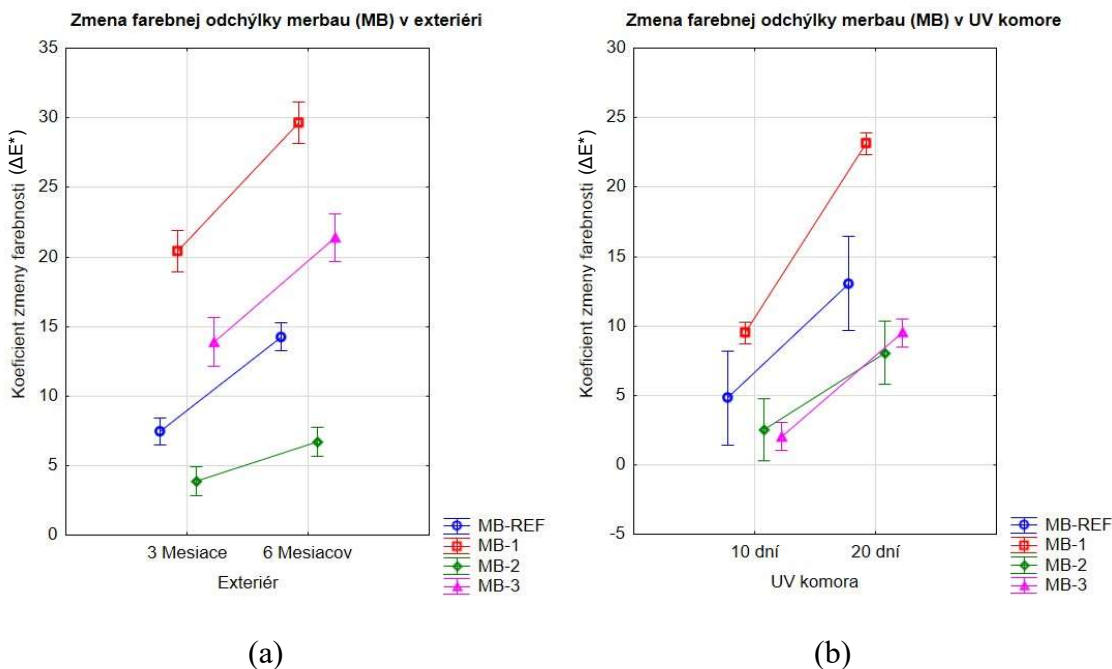 Zmena farebnej odchýlky merbau (MB) v exteriéri
Koeficient zmeny farebnosti (ΔE*)
35
30
25
20
15
10
5
0
3 Mesiace
6 Mesiacov
Exteriér
MB-REF
MB-1
MB-2
MB-3
(a)
Zmena farebnej odchýlky merbau (MB) v UV komore
Koeficient zmeny farebnosti (ΔE*)
30
25
20
15
10
5
0
-5
10 dní
20 dní
UV komora
MB-REF
MB-1
MB-2
MB-3
(b)